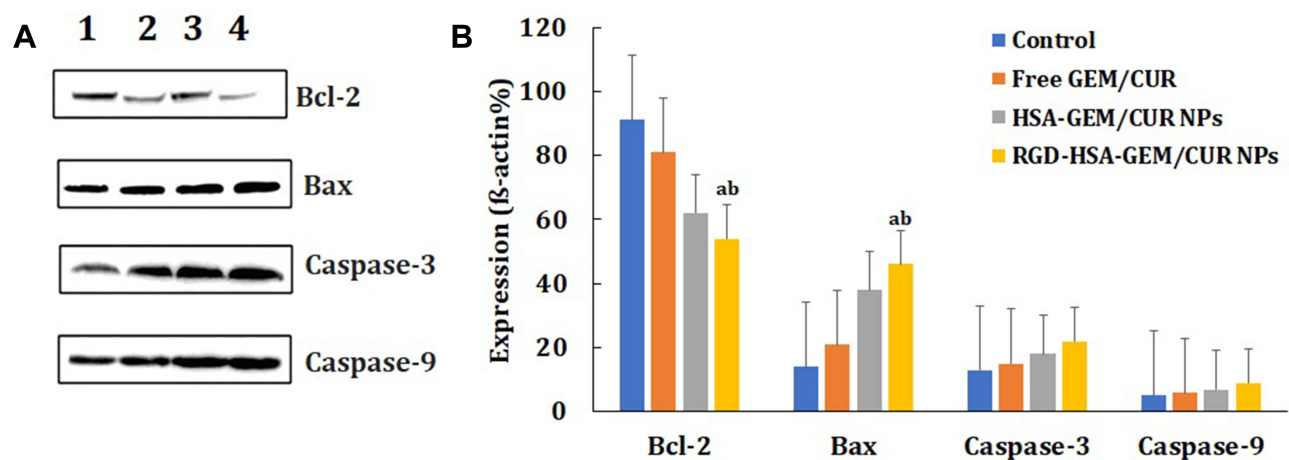 A
1 2 3 4
Bcl-2
Bax
Caspase-3
Caspase-9
B
Expression (ß-actin%)
120
100
80
60
40
20
0
ab
ab
Bcl-2 Bax Caspase-3 Caspase-9
Control
Free GEM/CUR
HSA-GEM/CUR NPs
RGD-HSA-GEM/CUR NPs